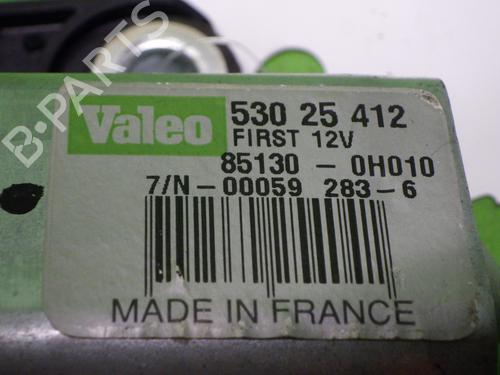 B-PARTS
Valeo
530 25 412
FIRST 12V
85130 - 0H010
7/N-00059 283-6
MADE IN FRANCE